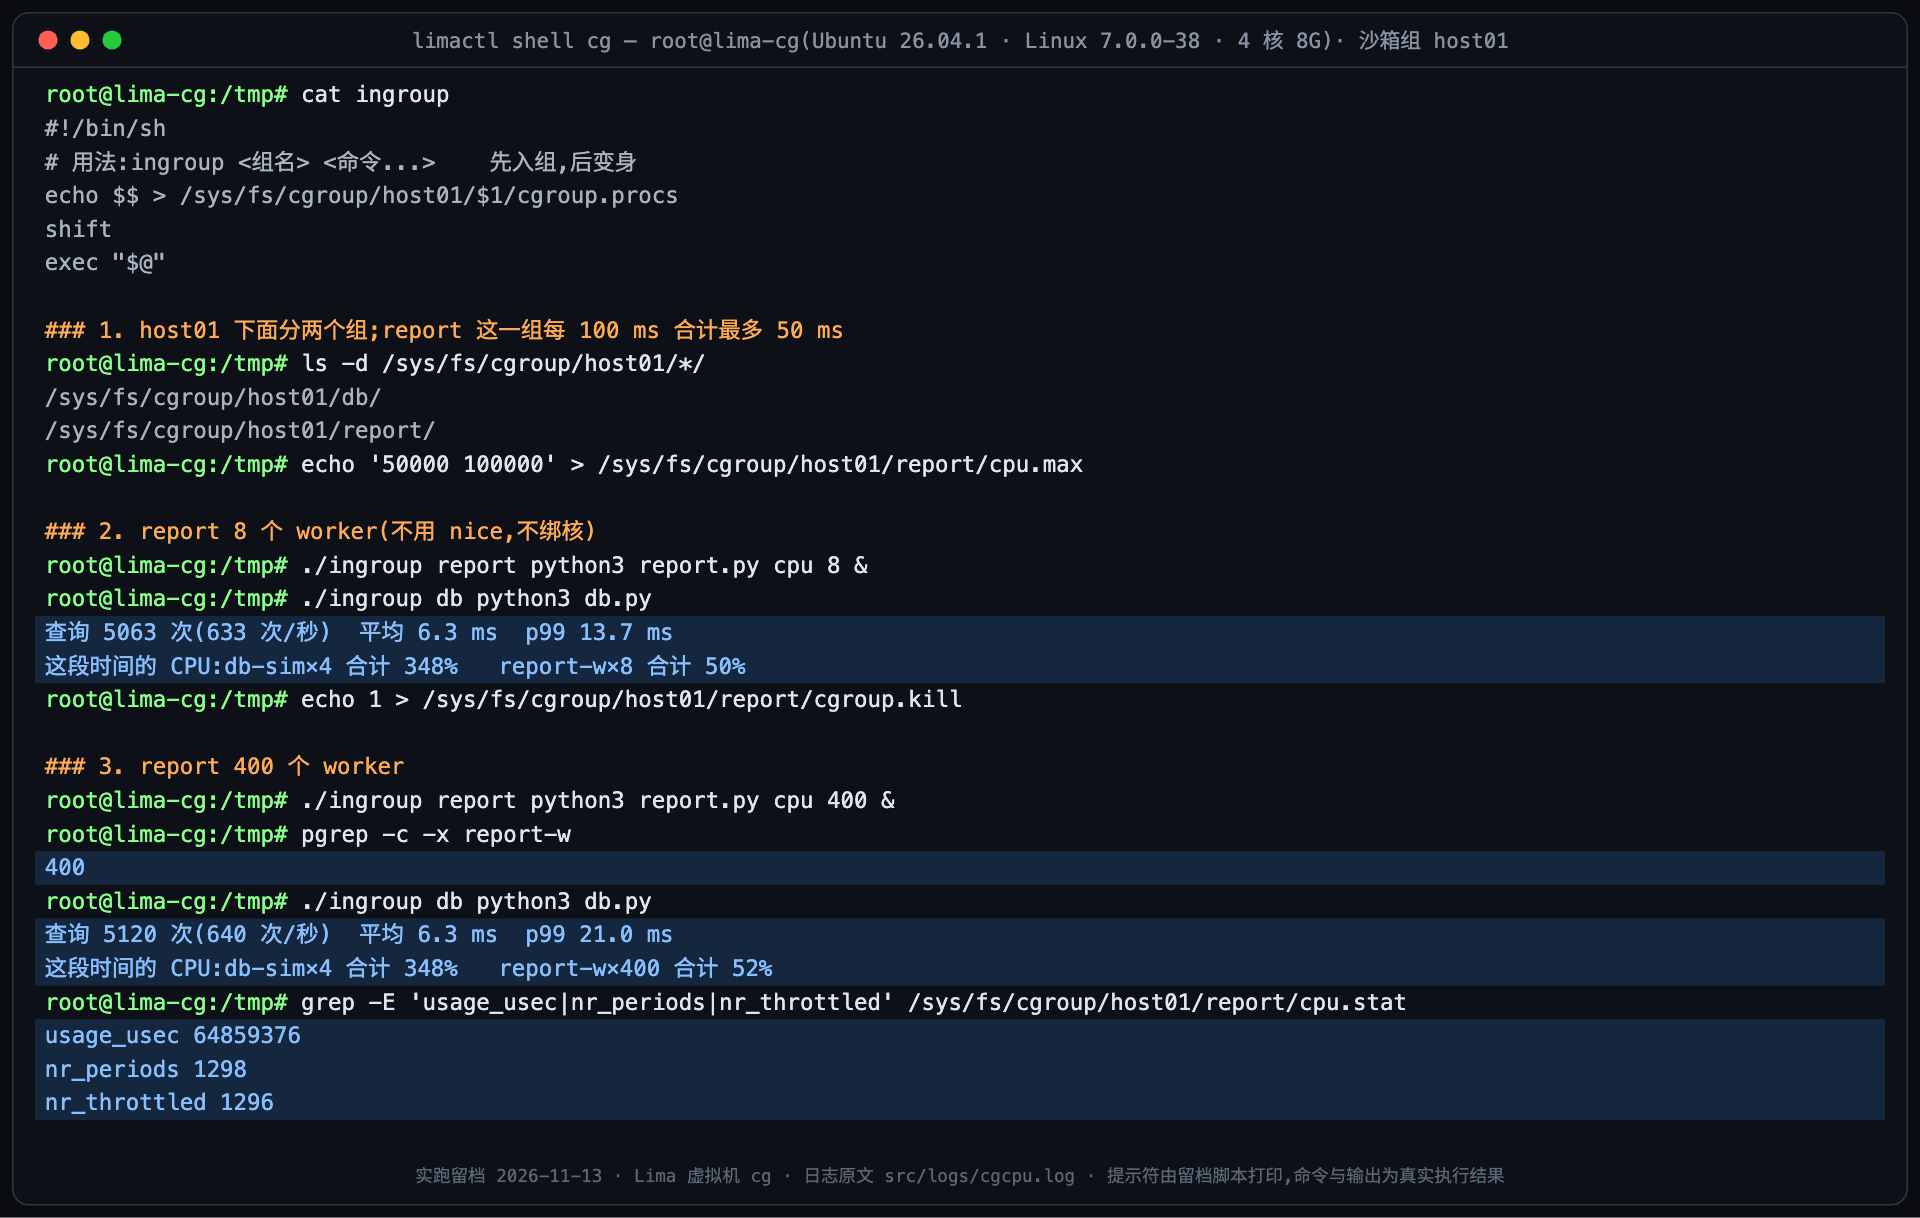 limactl shell cg — root@lima-cg(Ubuntu 26.04.1 · Linux 7.0.0-38 · 4 核 8G)· 沙箱组 host01
root@lima-cg:/tmp# cat ingroup
#!/bin/sh
# 用法:ingroup <组名> <命令...>    先入组,后变身
echo $$ > /sys/fs/cgroup/host01/$1/cgroup.procs
shift
exec "$@"
### 1. host01 下面分两个组;report 这一组每 100 ms 合计最多 50 ms
root@lima-cg:/tmp# ls -d /sys/fs/cgroup/host01/*/
/sys/fs/cgroup/host01/db/
/sys/fs/cgroup/host01/report/
root@lima-cg:/tmp# echo '50000 100000' > /sys/fs/cgroup/host01/report/cpu.max
### 2. report 8 个 worker(不用 nice,不绑核)
root@lima-cg:/tmp# ./ingroup report python3 report.py cpu 8 &
root@lima-cg:/tmp# ./ingroup db python3 db.py
查询 5063 次(633 次/秒)  平均 6.3 ms  p99 13.7 ms
这段时间的 CPU:db-sim×4 合计 348%   report-w×8 合计 50%
root@lima-cg:/tmp# echo 1 > /sys/fs/cgroup/host01/report/cgroup.kill
### 3. report 400 个 worker
root@lima-cg:/tmp# ./ingroup report python3 report.py cpu 400 &
root@lima-cg:/tmp# pgrep -c -x report-w
400
root@lima-cg:/tmp# ./ingroup db python3 db.py
查询 5120 次(640 次/秒)  平均 6.3 ms  p99 21.0 ms
这段时间的 CPU:db-sim×4 合计 348%   report-w×400 合计 52%
root@lima-cg:/tmp# grep -E 'usage_usec|nr_periods|nr_throttled' /sys/fs/cgroup/host01/report/cpu.stat
usage_usec 64859376
nr_periods 1298
nr_throttled 1296
实跑留档 2026-11-13 · Lima 虚拟机 cg · 日志原文 src/logs/cgcpu.log · 提示符由留档脚本打印,命令与输出为真实执行结果